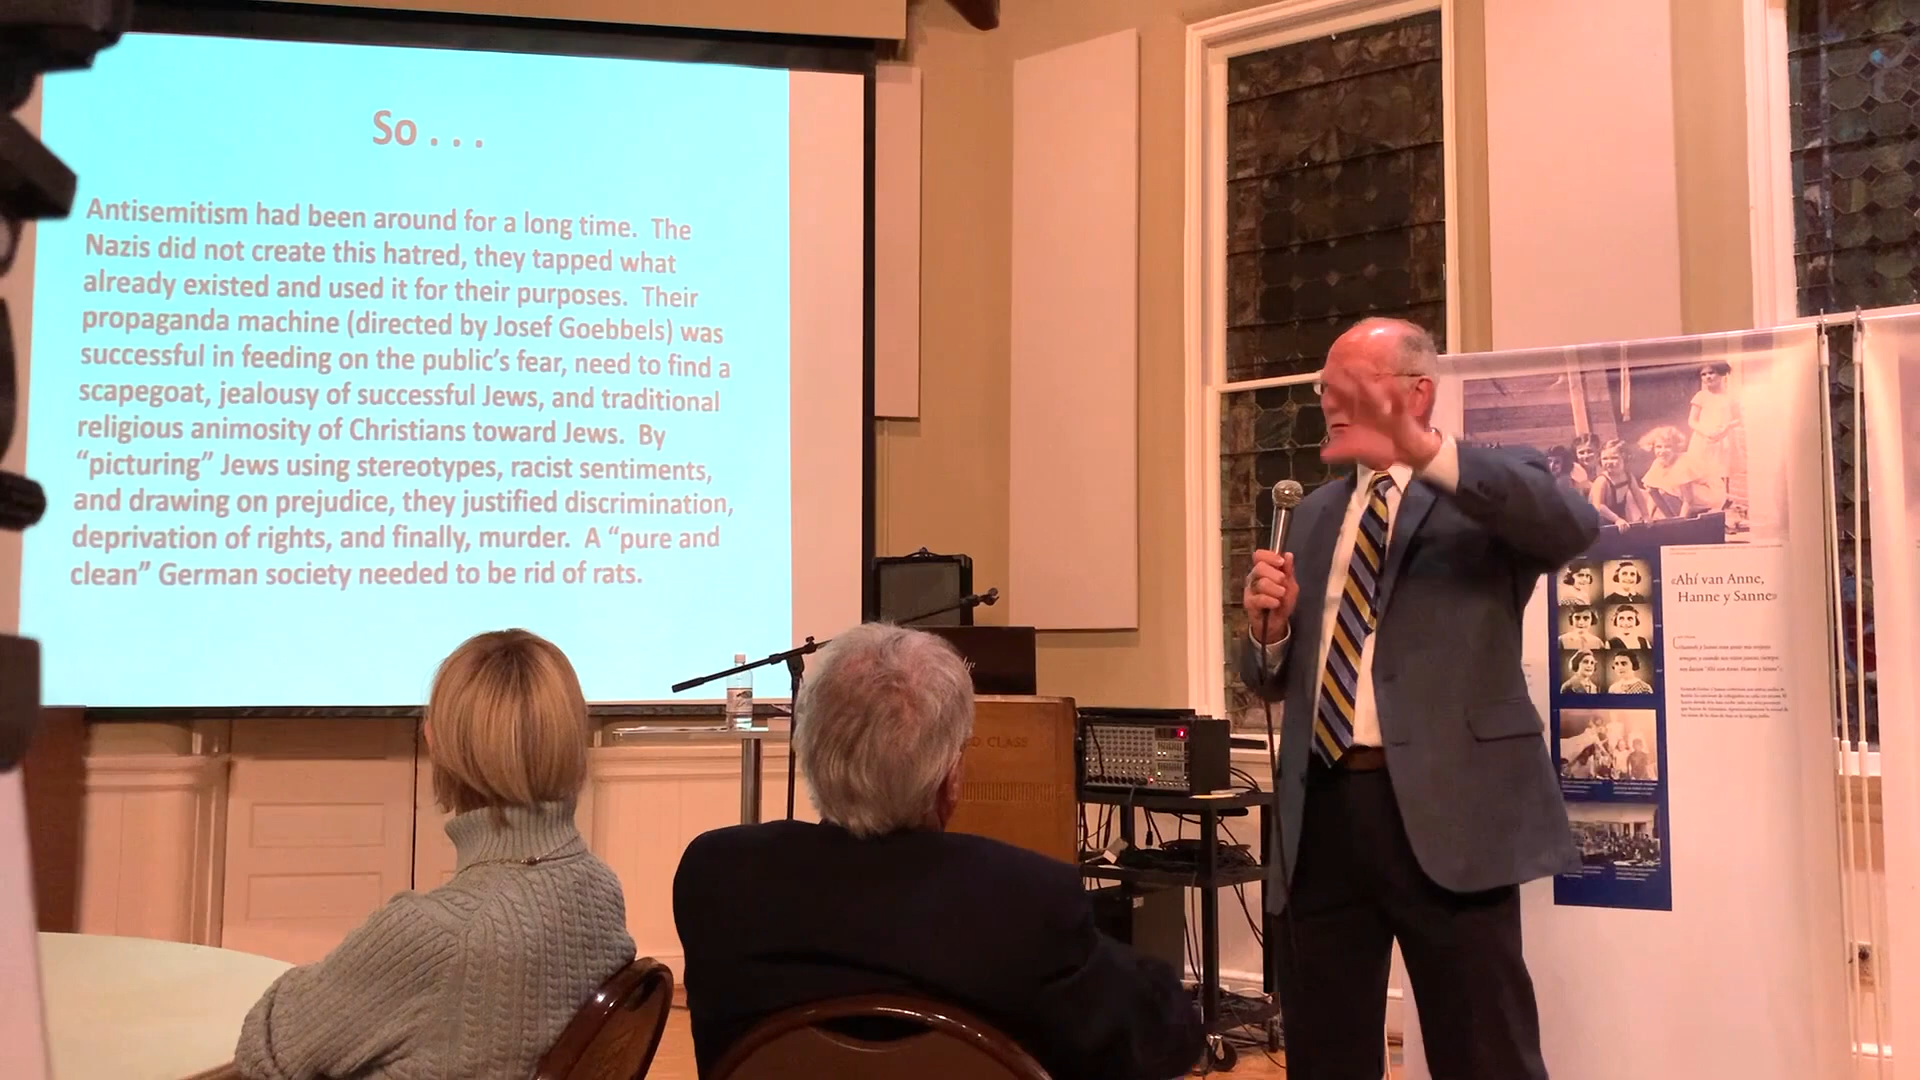 So . . .
Antisemitism had been around for a long time. The
Nazis did not create this hatred, they tapped what
already existed and used it for their purposes. Their
propaganda machine (directed by Josef Goebbels) was
successful in feeding on the public’s fear, need to find a
scapegoat, jealousy of successful Jews, and traditional
religious animosity of Christians toward Jews. By
“picturing” Jews using stereotypes, racist sentiments,
and drawing on prejudice, they justified discrimination,
deprivation of rights, and finally, murder. A “pure and
clean” German society needed to be rid of rats.
CLASS
«Ahí van Anne,
Hanne y Sanne»